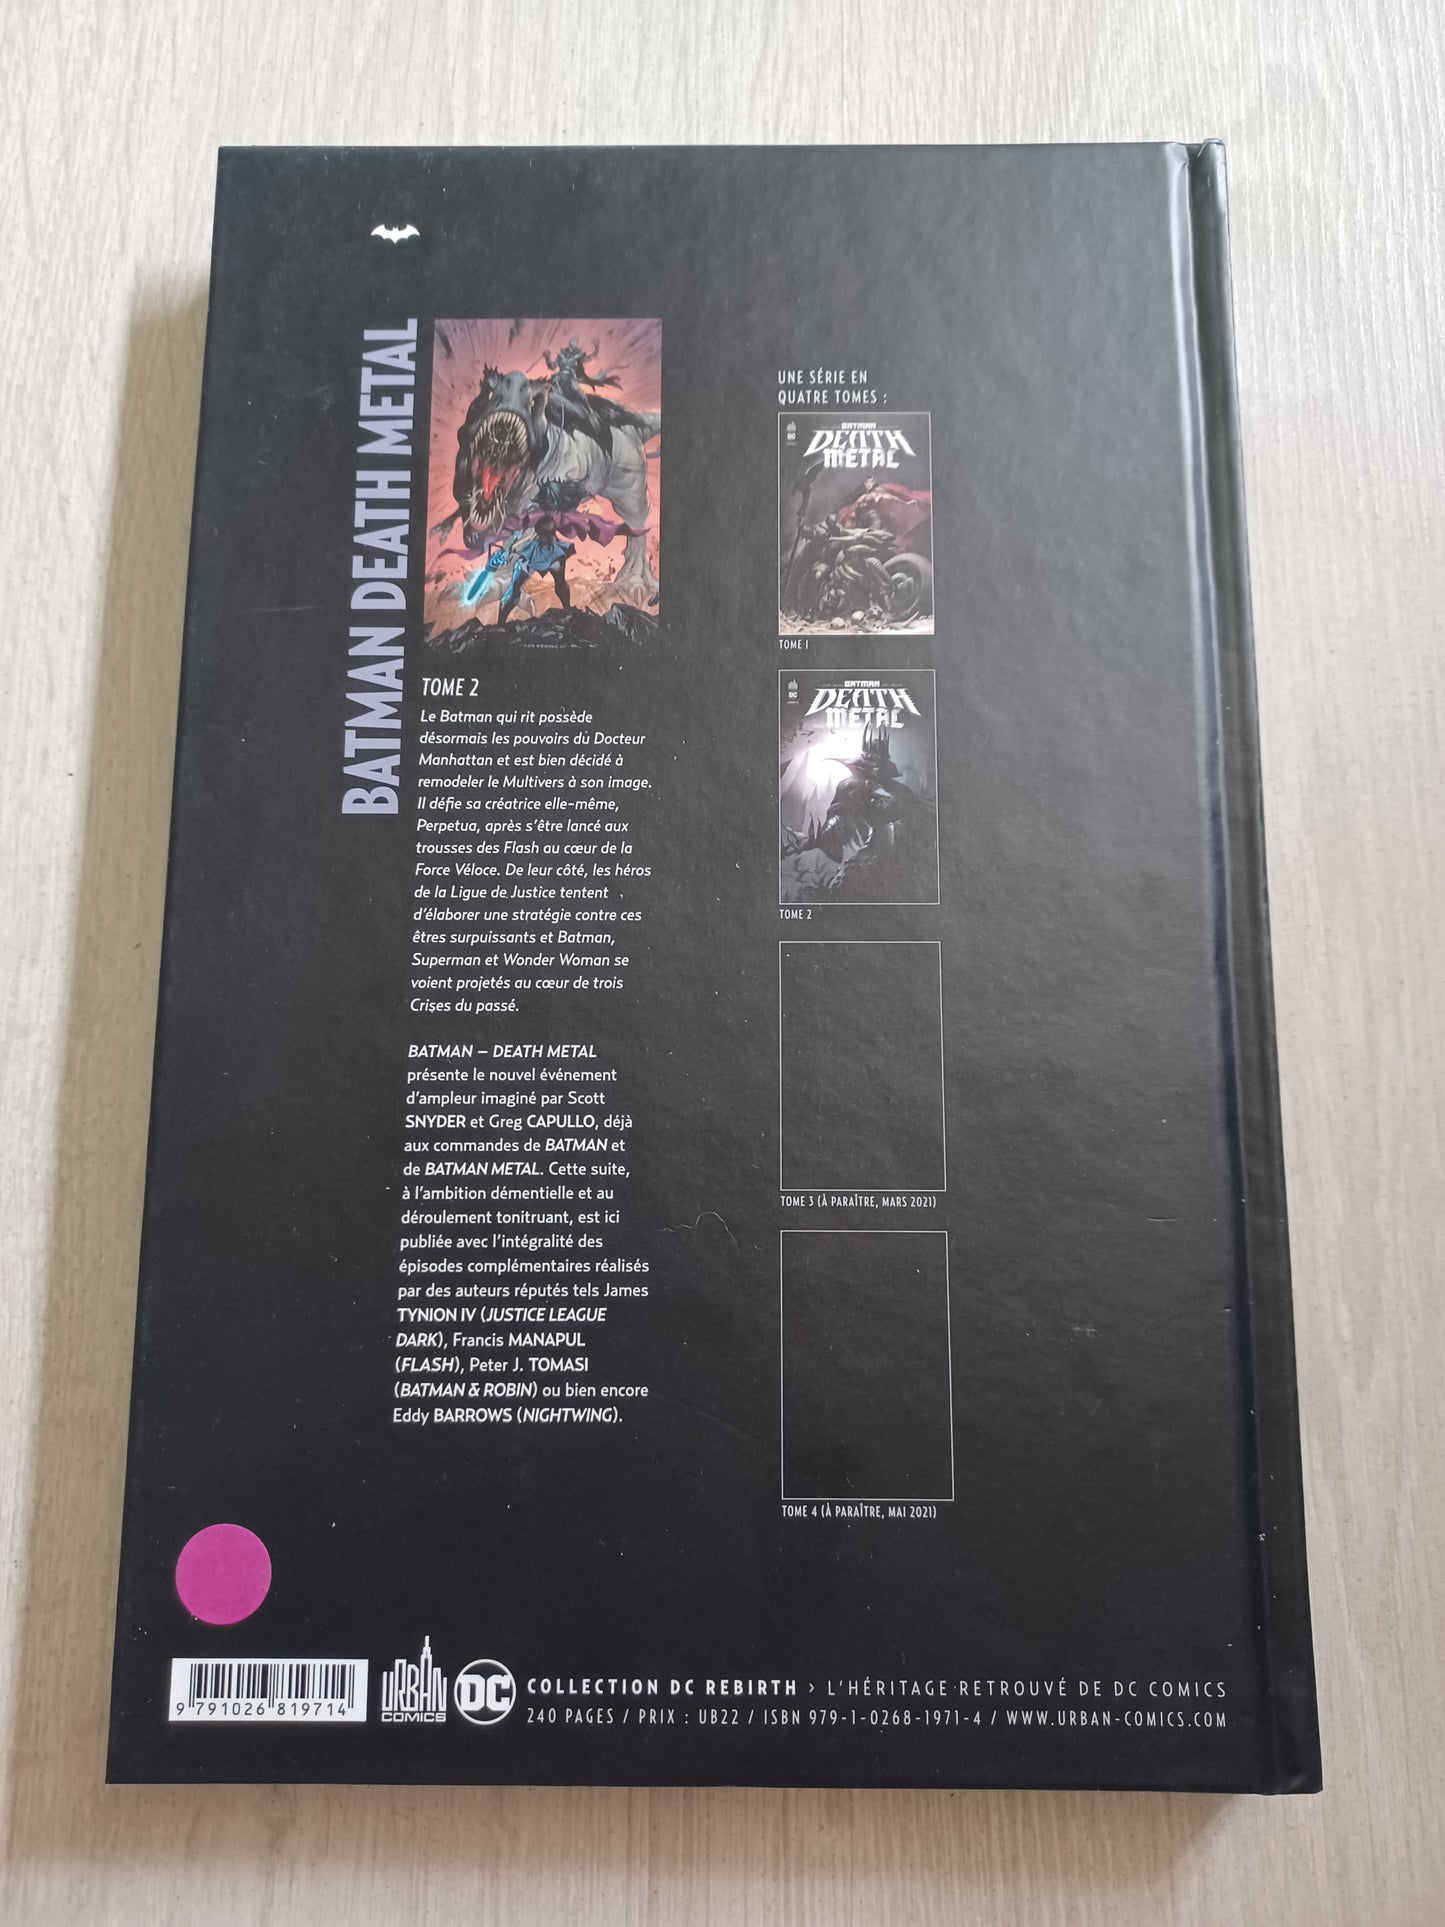 BATMAN DEATH METAL
TOME 2
Le Batman qui rit possède
désormais les pouvoirs du Docteur
Manhattan et est bien décidé à
remodeler le Multivers à son image.
Il défie sa créatrice elle-même,
Perpetua, après s'être lancé aux
trousses des Flash au cœur de la
Force Véloce. De leur côté, les héros
de la Ligue de Justice tentent
d'élaborer une stratégie contre ces
êtres surpuissants et Batman,
Superman et Wonder Woman se
voient projetés au cœur de trois
Crises du passé.
BATMAN – DEATH METAL
présente le nouvel événement
d'ampleur imaginé par Scott
SNYDER et Greg CAPULLO, déjà
aux commandes de BATMAN et
de BATMAN METAL. Cette suite,
à l'ambition démentielle et au
déroulement tonitruant, est ici
publiée avec l'intégralité des
épisodes complémentaires réalisés
par des auteurs réputés tels James
TYNION IV (JUSTICE LEAGUE
DARK), Francis MANAPUL
(FLASH), Peter J. TOMASI
(BATMAN & ROBIN) ou bien encore
Eddy BARROWS (NIGHTWING).
UNE SÉRIE EN
QUATRE TOMES :
BATMAN
DEATH
METAL
TOME 1
BATMAN
DEATH
METAL
TOME 2
TOME 3 (À PARAÎTRE, MARS 2021)
TOME 4 (À PARAÎTRE, MAI 2021)
9 791026 819714
URBAN
COMICS
DC
COLLECTION DC REBIRTH > L'HÉRITAGE RETROUVÉ DE DC COMICS
240 PAGES / PRIX : UB22 / ISBN 979-1-0268-1971-4 / WWW.URBAN-COMICS.COM